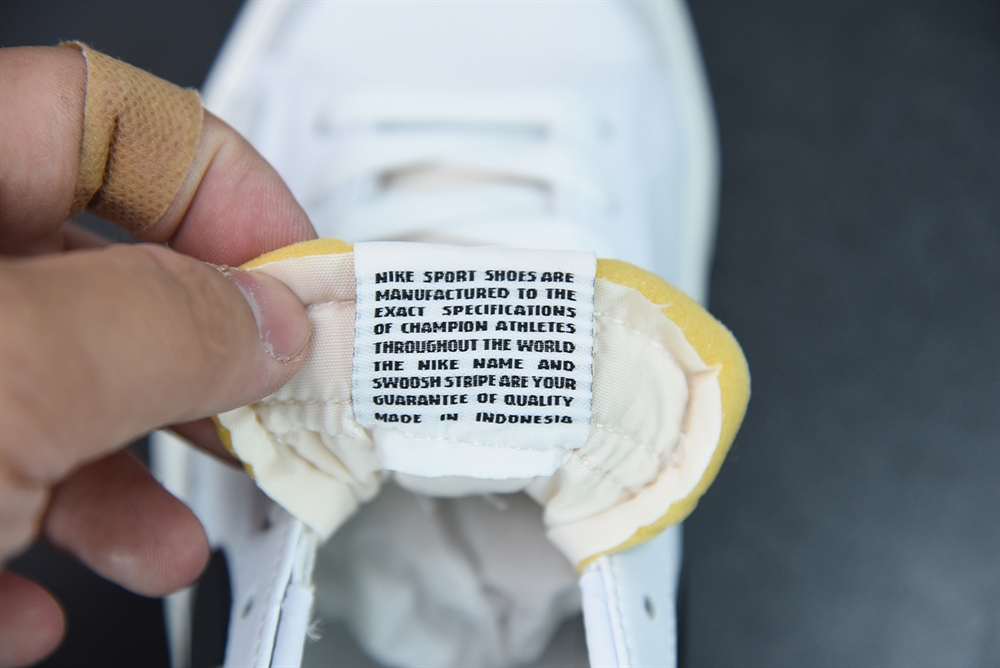 NIKE SPORT SHOES ARE
MANUFACTURED TO THE
EXACT SPECIFICATIONS
OF CHAMPION ATHLETES
THROUGHOUT THE WORLD
THE NIKE NAME AND
SWOOSH STRIPE ARE YOUR
GUARANTEE OF QUALITY
MADE IN INDONESIA